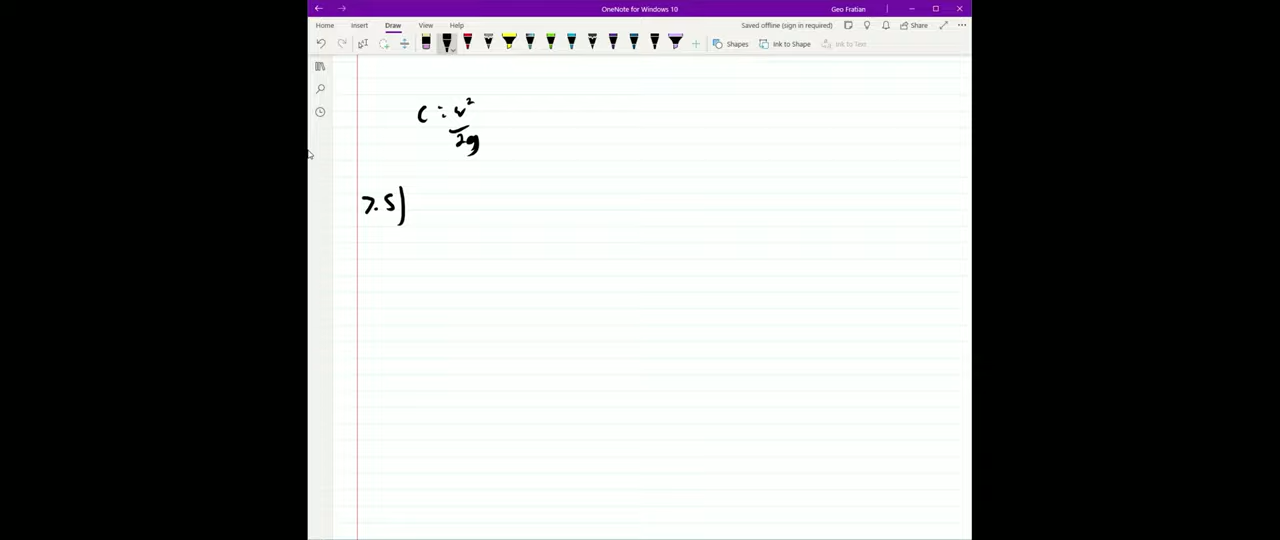 OneNote for Windows 10
Geo Fratian
Home Insert Draw View Help
Saved offline (sign in required)
Share
Shapes
Ink to Shape
Ink to Text
c = v²
2g
7.5)